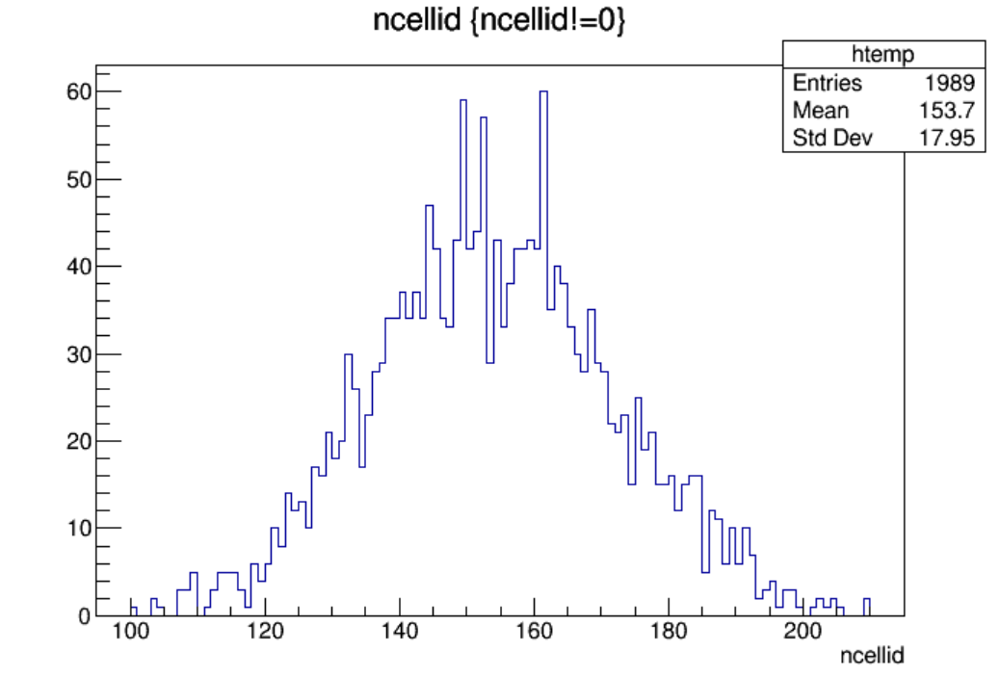 ncellid {ncellid!=0}
htemp
Entries 1989
Mean 153.7
Std Dev 17.95
60
50
40
30
20
10
0
100 120 140 160 180 200
ncellid